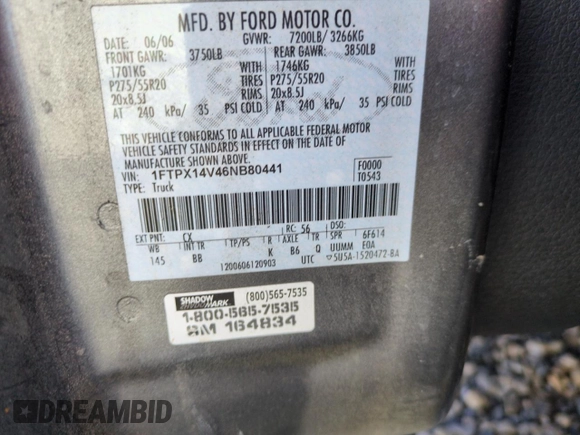 MFD. BY FORD MOTOR CO.
DATE: 06/06 GVWR: 7200LB/ 3266KG
FRONT GAWR: 3750LB REAR GAWR: 3850LB
1701KG WITH 1746KG WITH
P275/55R20 TIRES P275/55R20 TIRES
20x8.5J RIMS 20x8.5J RIMS
AT 240 kPa/ 35 PSI COLD AT 240 kPa/ 35 PSI COLD
THIS VEHICLE CONFORMS TO ALL APPLICABLE FEDERAL MOTOR
VEHICLE SAFETY STANDARDS IN EFFECT ON THE DATE OF
MANUFACTURE SHOWN ABOVE.
VIN: 1FTPX14V46NB80441
TYPE: Truck
F0000
T0543
EXT PNT: CX RC: 56 DSO:
WB INT TR TP/PS R AXLE TR SPR 6F614
145 BB K B6 Q UUMM E0A
1200606120903 UTC 5U5A-1520472-BA
SHADOW MARK (800)565-7535
1-800-565-7535
SM 164834
DREAMBID